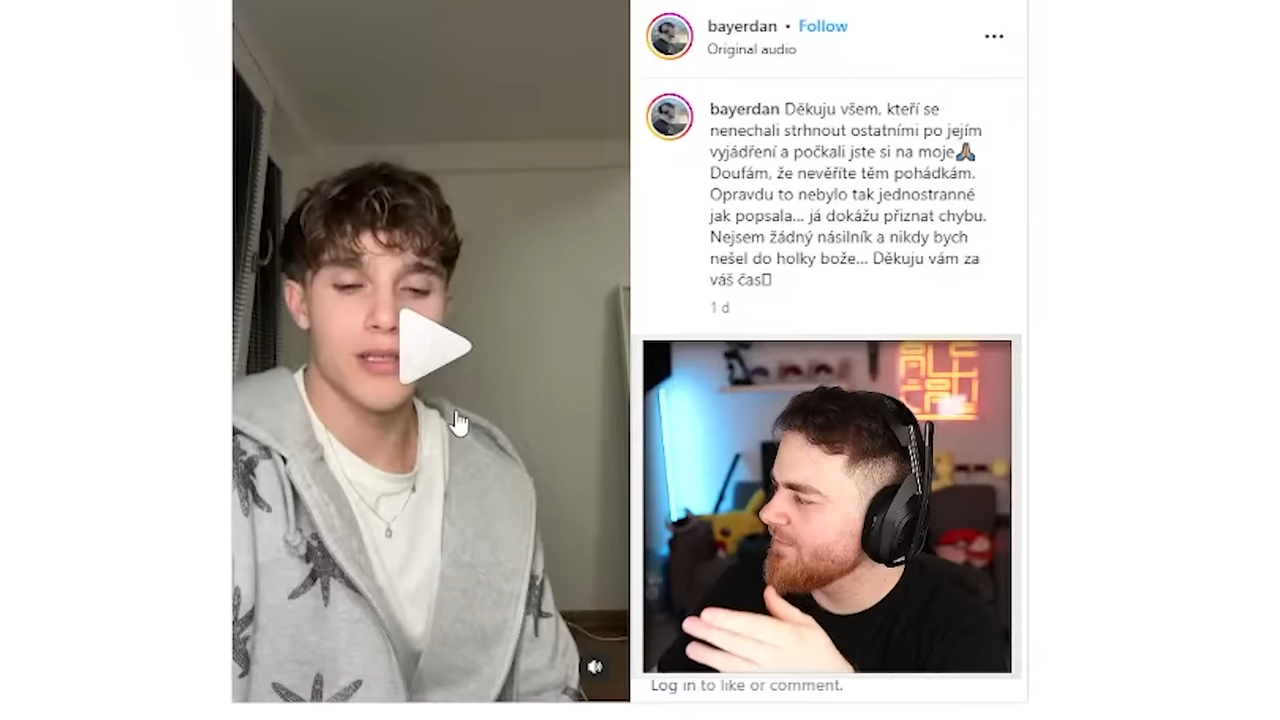 bayerdan • Follow
Original audio
bayerdan Děkuju všem, kteří se
nenechali strhnout ostatními po jejím
vyjádření a počkali jste si na moje🙏🏽
Doufám, že nevěříte těm pohádkám.
Opravdu to nebylo tak jednostranné
jak popsala... já dokážu přiznat chybu.
Nejsem žádný násilník a nikdy bych
nešel do holky bože... Děkuju vám za
váš čas
1 d
Log in to like or comment.